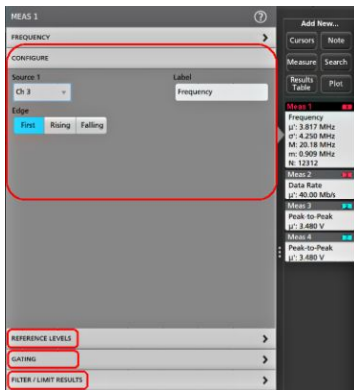 MEAS 1
FREQUENCY
CONFIGURE
Source 1
Ch 3
Label
Frequency
Edge
First Rising Falling
REFERENCE LEVELS
GATING
FILTER / LIMIT RESULTS
Add New...
Cursors Note
Measure Search
Results Table Plot
Meas 1
Frequency
µ': 3.817 MHz
σ': 4.250 MHz
M: 20.18 MHz
m: 0.909 MHz
N: 12312
Meas 2
Data Rate
µ': 40.00 Mb/s
Meas 3
Peak-to-Peak
µ': 3.480 V
Meas 4
Peak-to-Peak
µ': 3.480 V